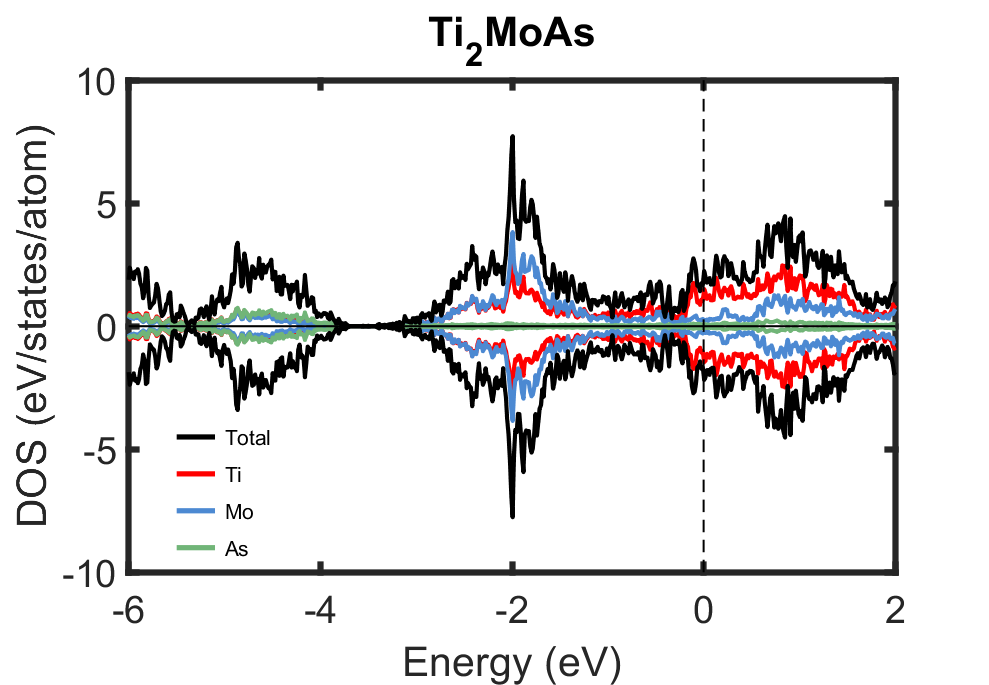 Ti₂MoAs
DOS (eV/states/atom)
10
5
0
-5
-10
Total
Ti
Mo
As
-6 -4 -2 0 2
Energy (eV)